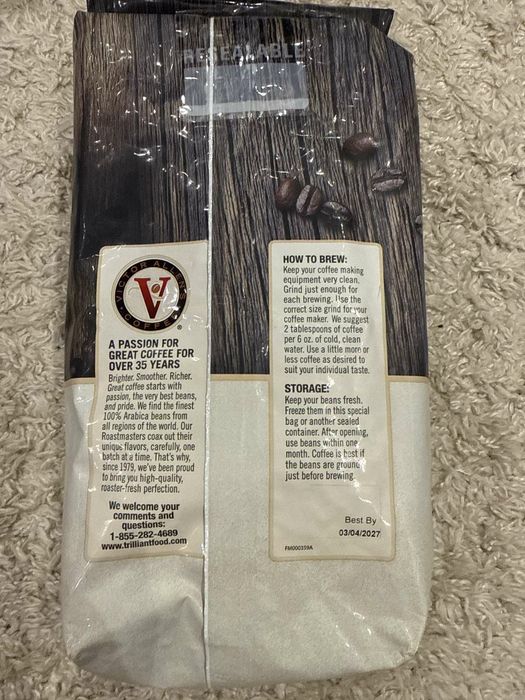 RESEALABLE
VICTOR ALLEN'S
V
COFFEE
®
A PASSION FOR
GREAT COFFEE FOR
OVER 35 YEARS
Brighter. Smoother. Richer.
Great coffee starts with
passion, the very best beans,
and pride. We find the finest
100% Arabica beans from
all regions of the world. Our
Roastmasters coax out their
unique flavors, carefully, one
batch at a time. That's why,
since 1979, we've been proud
to bring you high-quality,
roaster-fresh perfection.
We welcome your
comments and
questions:
1-855-282-4689
www.trilliantfood.com
HOW TO BREW:
Keep your coffee making
equipment very clean.
Grind just enough for
each brewing. Use the
correct size grind for your
coffee maker. We suggest
2 tablespoons of coffee
per 6 oz. of cold, clean
water. Use a little more or
less coffee as desired to
suit your individual taste.
STORAGE:
Keep your beans fresh.
Freeze them in this special
bag or another sealed
container. After opening,
use beans within one
month. Coffee is best if
the beans are ground
just before brewing.
Best By
03/04/2027
FM000359A